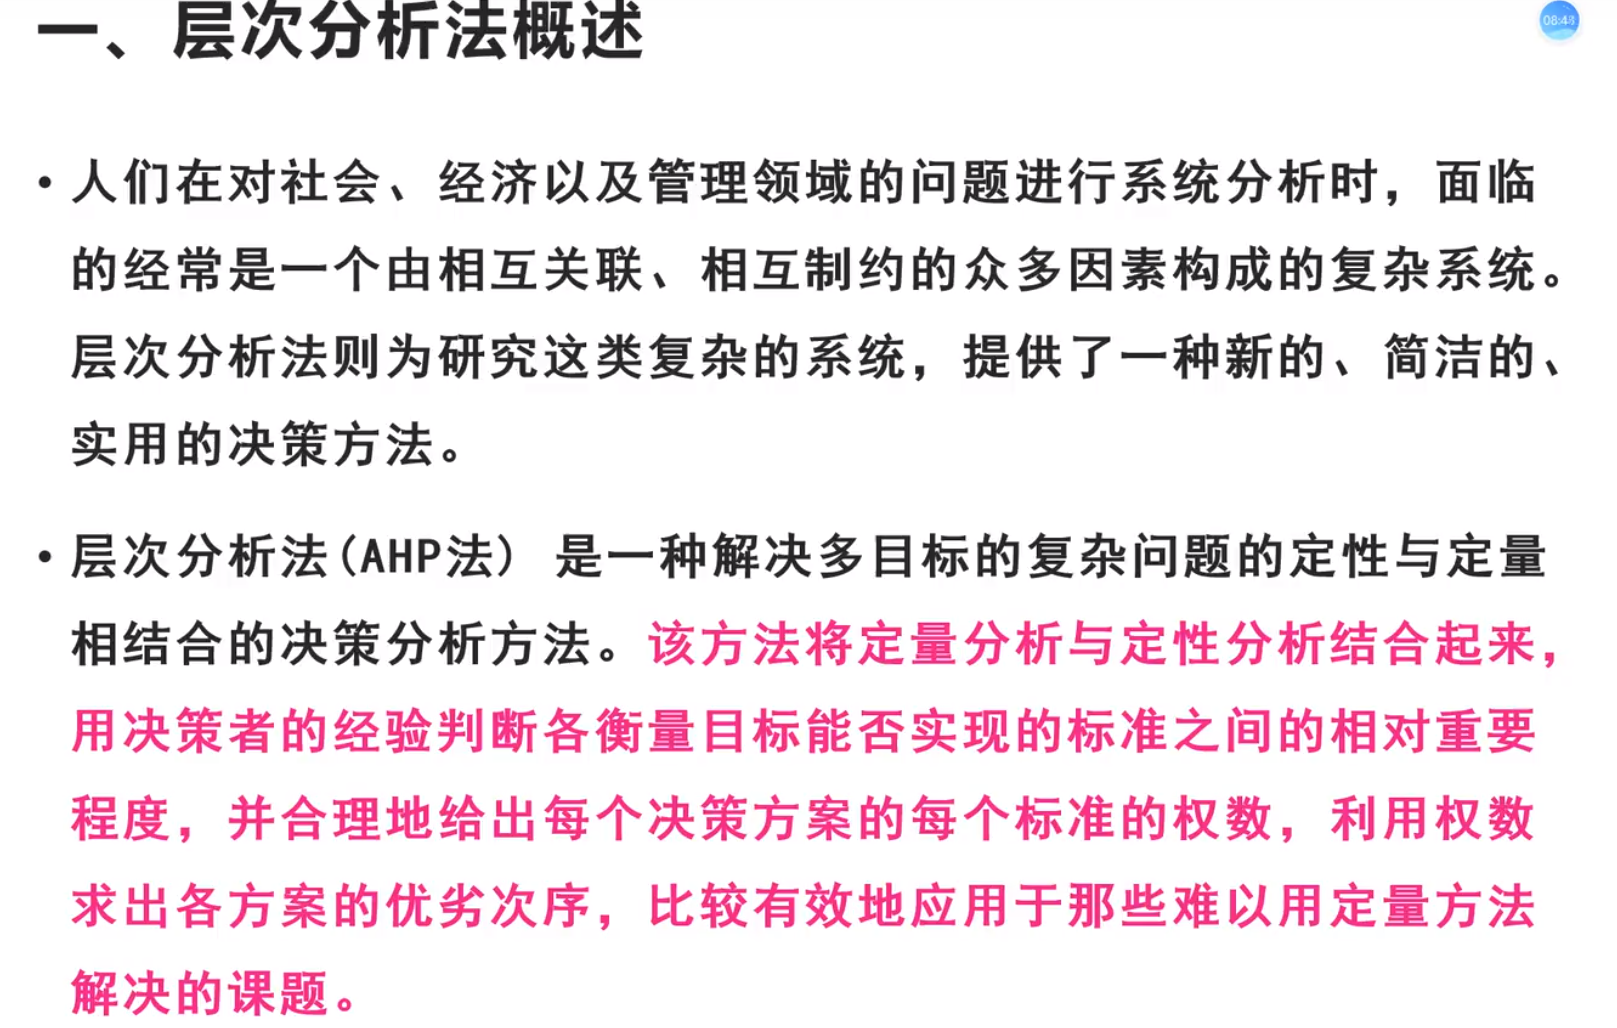 一、层次分析法概述
08:48
• 人们在对社会、经济以及管理领域的问题进行系统分析时，面临
的经常是一个由相互关联、相互制约的众多因素构成的复杂系统。
层次分析法则为研究这类复杂的系统，提供了一种新的、简洁的、
实用的决策方法。
• 层次分析法(AHP法) 是一种解决多目标的复杂问题的定性与定量
相结合的决策分析方法。该方法将定量分析与定性分析结合起来，
用决策者的经验判断各衡量目标能否实现的标准之间的相对重要
程度，并合理地给出每个决策方案的每个标准的权数，利用权数
求出各方案的优劣次序，比较有效地应用于那些难以用定量方法
解决的课题。